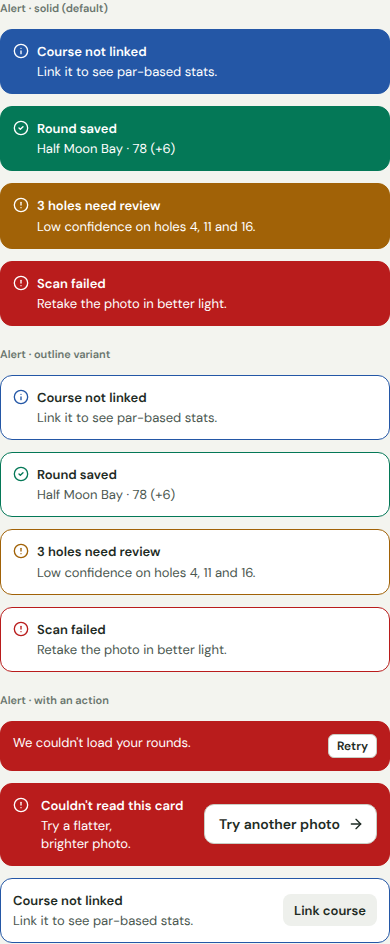 Alert · solid (default)
Course not linked
Link it to see par-based stats.
Round saved
Half Moon Bay · 78 (+6)
3 holes need review
Low confidence on holes 4, 11 and 16.
Scan failed
Retake the photo in better light.
Alert · outline variant
Course not linked
Link it to see par-based stats.
Round saved
Half Moon Bay · 78 (+6)
3 holes need review
Low confidence on holes 4, 11 and 16.
Scan failed
Retake the photo in better light.
Alert · with an action
We couldn't load your rounds.
Retry
Couldn't read this card
Try a flatter,
brighter photo.
Try another photo →
Course not linked
Link it to see par-based stats.
Link course